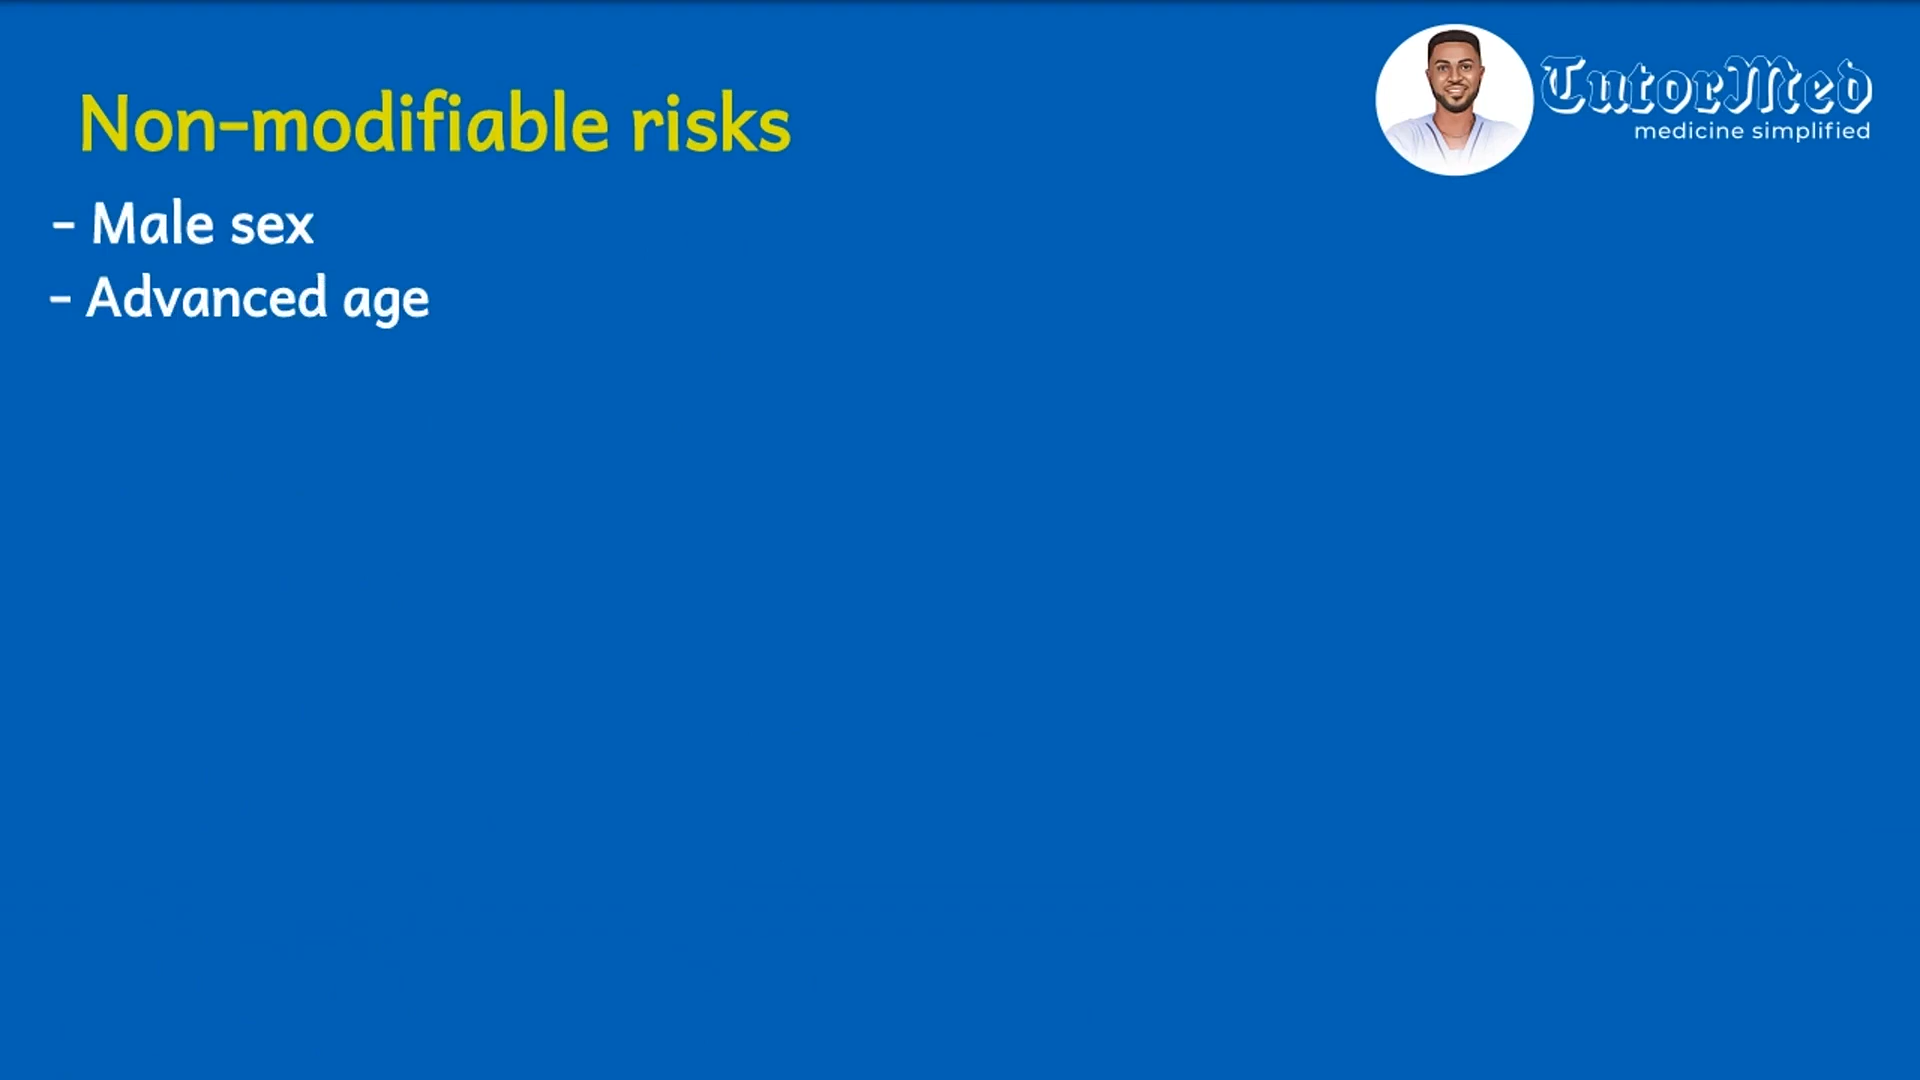 TutorMed
medicine simplified
Non-modifiable risks
- Male sex
- Advanced age